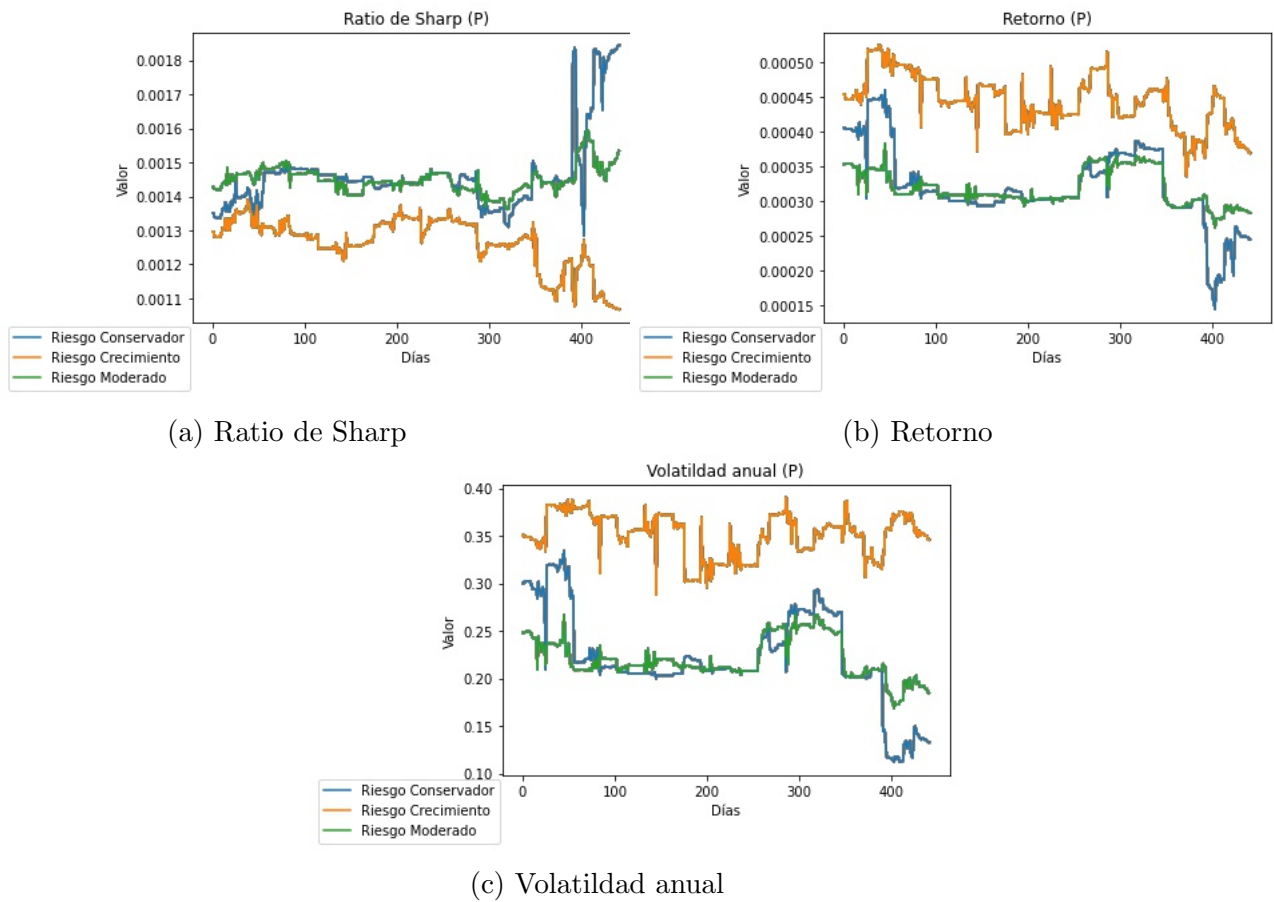 Ratio de Sharp (P)
Valor
0.0018
0.0017
0.0016
0.0015
0.0014
0.0013
0.0012
0.0011
0 100 200 300 400
Días
Riesgo Conservador
Riesgo Crecimiento
Riesgo Moderado
(a) Ratio de Sharp
Retorno (P)
Valor
0.00050
0.00045
0.00040
0.00035
0.00030
0.00025
0.00020
0.00015
0 100 200 300 400
Días
Riesgo Conservador
Riesgo Crecimiento
Riesgo Moderado
(b) Retorno
Volatildad anual (P)
Valor
0.40
0.35
0.30
0.25
0.20
0.15
0.10
0 100 200 300 400
Días
Riesgo Conservador
Riesgo Crecimiento
Riesgo Moderado
(c) Volatildad anual